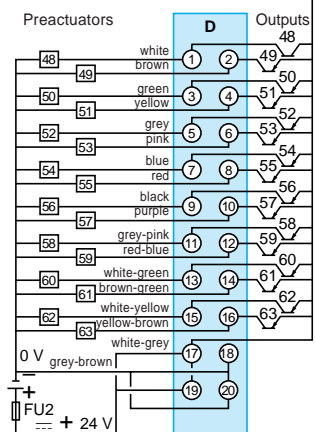 Preactuators D Outputs
48
48 white 1 2 49
49 brown
50
50 green 3 4 51
51 yellow
52
52 grey 5 6 53
53 pink
54
54 blue 7 8 55
55 red
56
56 black 9 10 57
57 purple
58
58 grey-pink 11 12 59
59 red-blue
60
60 white-green 13 14 61
61 brown-green
62
62 white-yellow 15 16 63
63 yellow-brown
white-grey
0 V 17 18
grey-brown
–
+ 19 20
FU2
+ 24 V